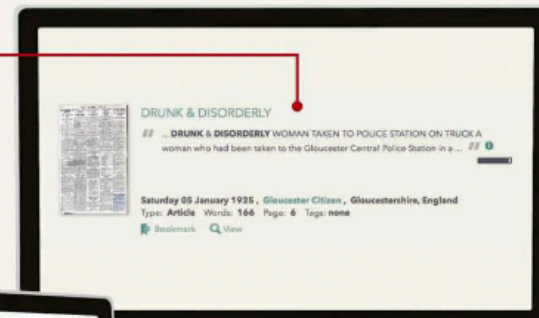 DRUNK & DISORDERLY
... DRUNK & DISORDERLY WOMAN TAKEN TO POLICE STATION ON TRUCK A
woman who had been taken to the Gloucester Central Police Station in a ...
Saturday 05 January 1935, Gloucester Citizen, Gloucestershire, England
Type: Article Words: 166 Page: 6 Tags: none
Bookmark View